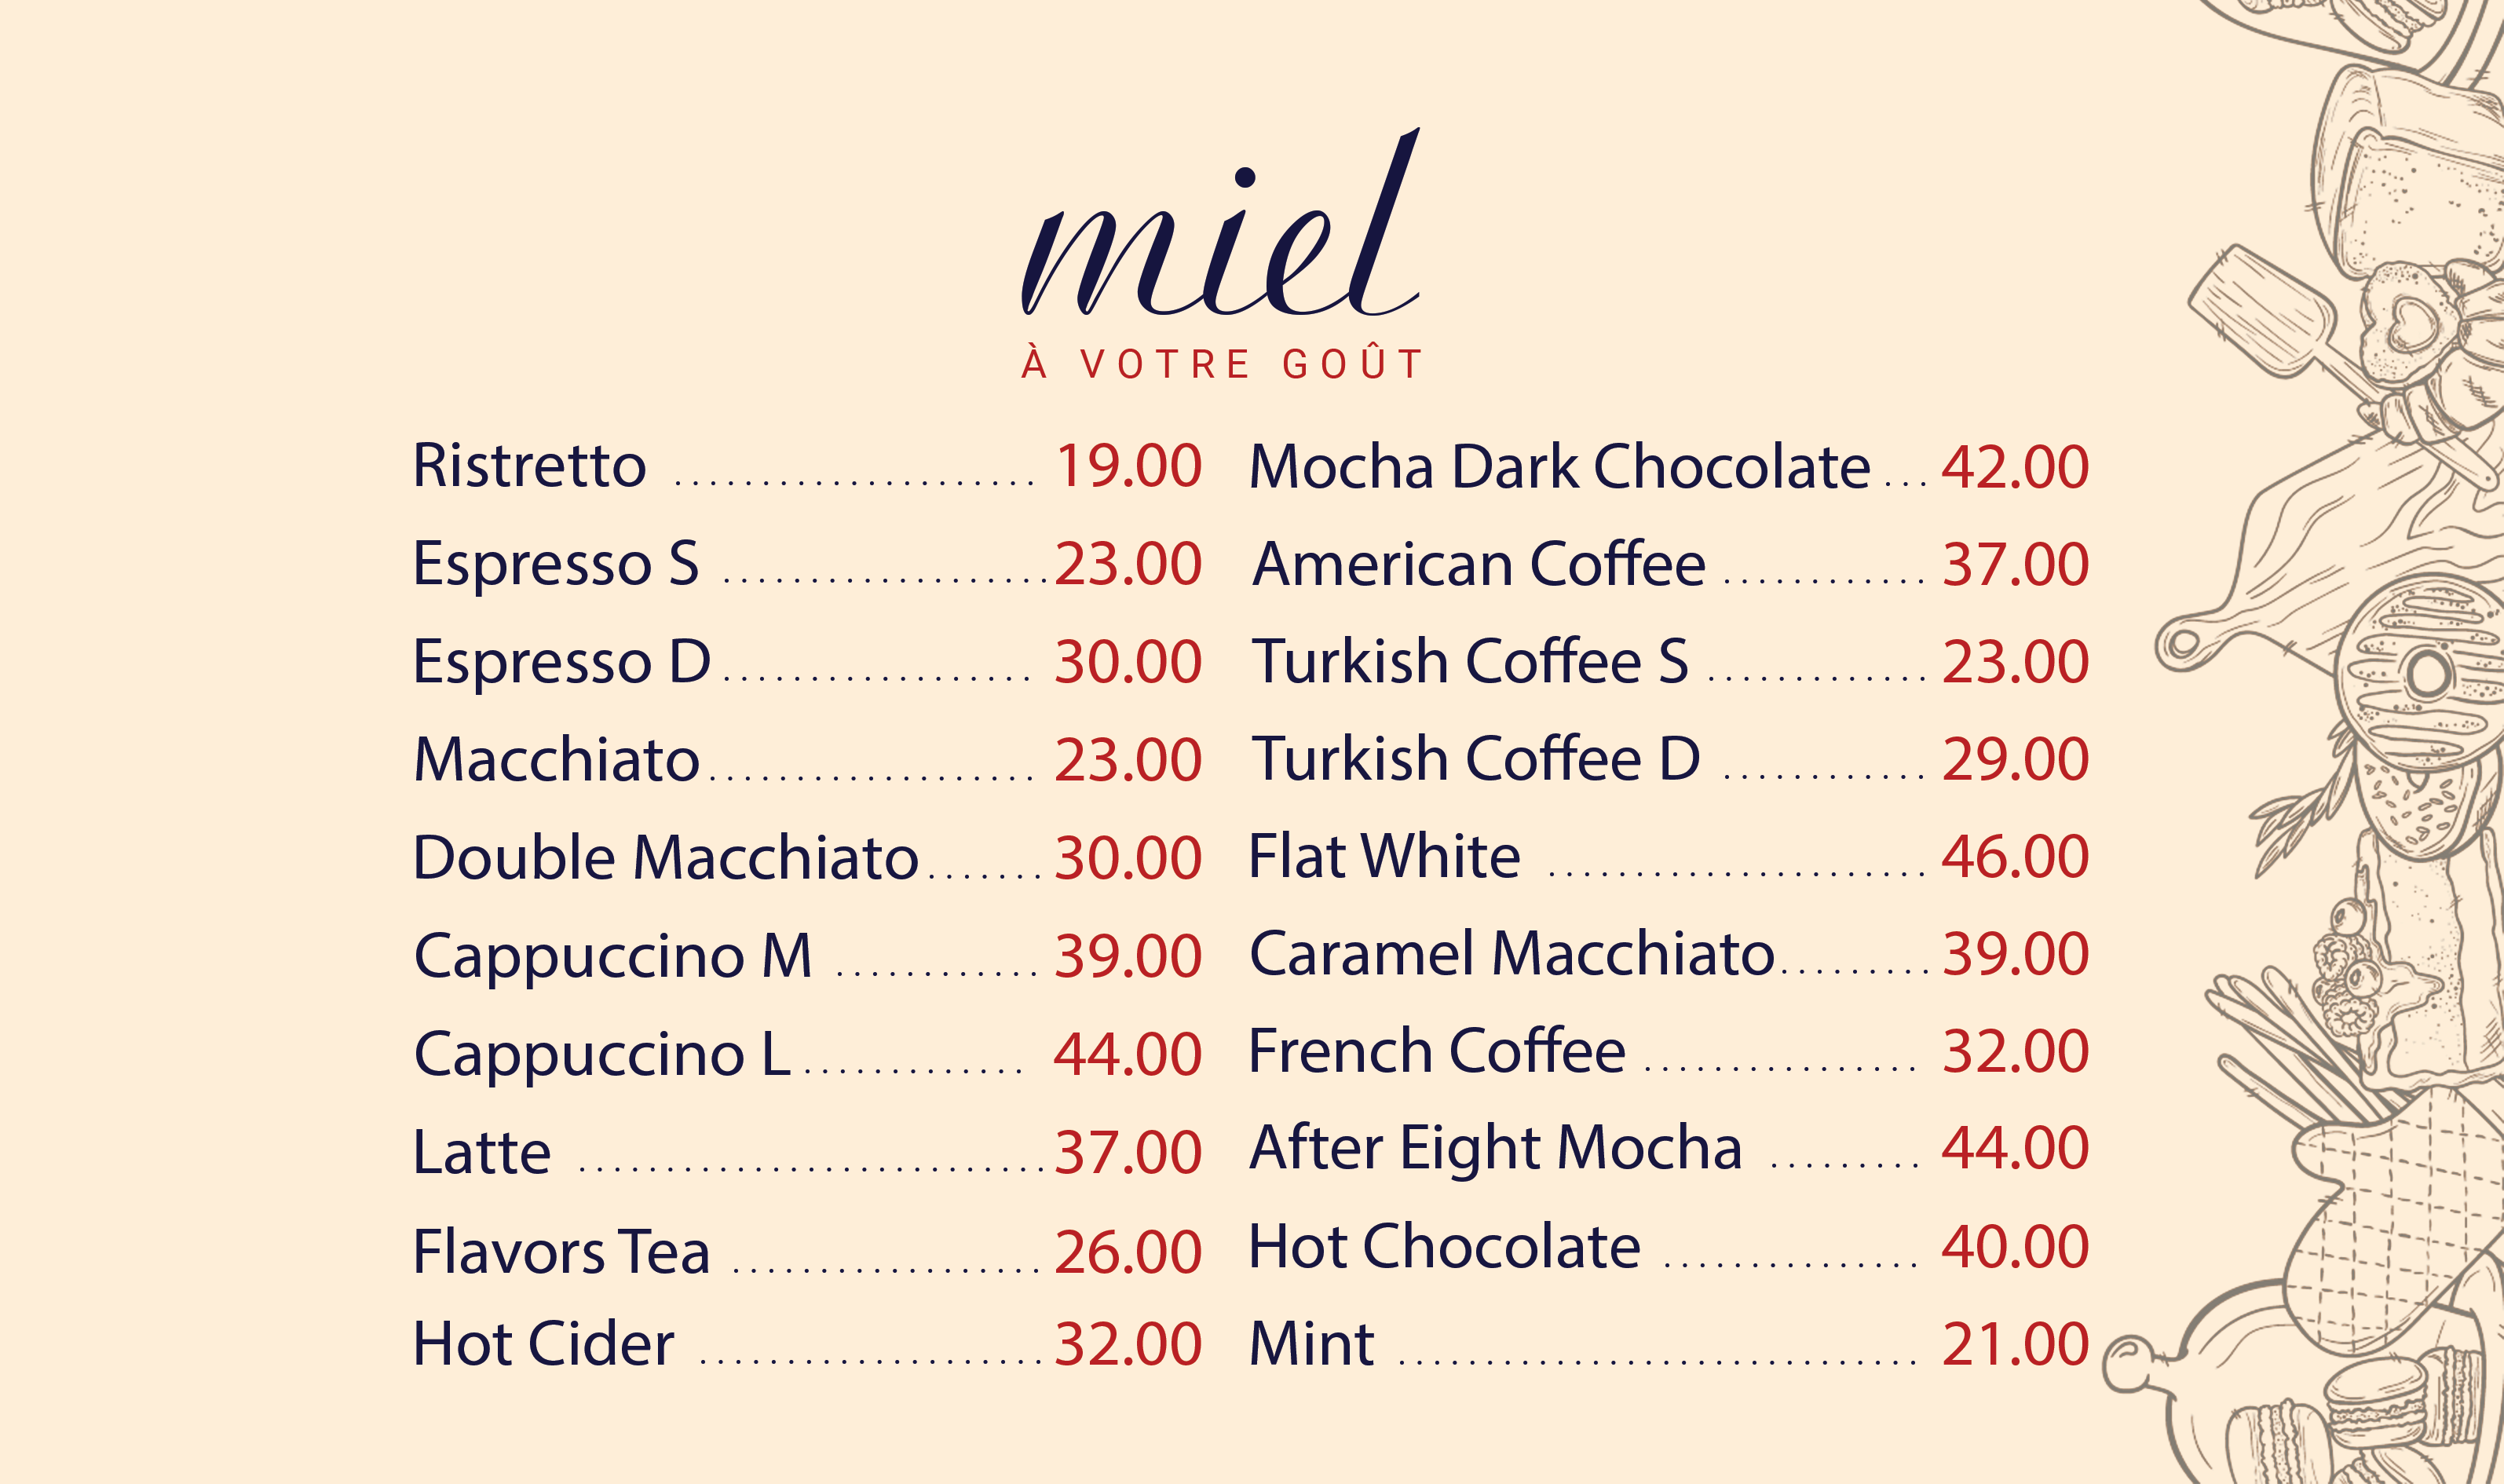 miel
À VOTRE GOÛT
Ristretto .......................... 19.00
Espresso S ....................... 23.00
Espresso D ...................... 30.00
Macchiato ....................... 23.00
Double Macchiato ........ 30.00
Cappuccino M ............... 39.00
Cappuccino L ................ 44.00
Latte ................................. 37.00
Flavors Tea ...................... 26.00
Hot Cider ........................ 32.00
Mocha Dark Chocolate ... 42.00
American Coffee ............ 37.00
Turkish Coffee S ............. 23.00
Turkish Coffee D ............ 29.00
Flat White ........................... 46.00
Caramel Macchiato ........... 39.00
French Coffee .................... 32.00
After Eight Mocha ........... 44.00
Hot Chocolate ................... 40.00
Mint ..................................... 21.00